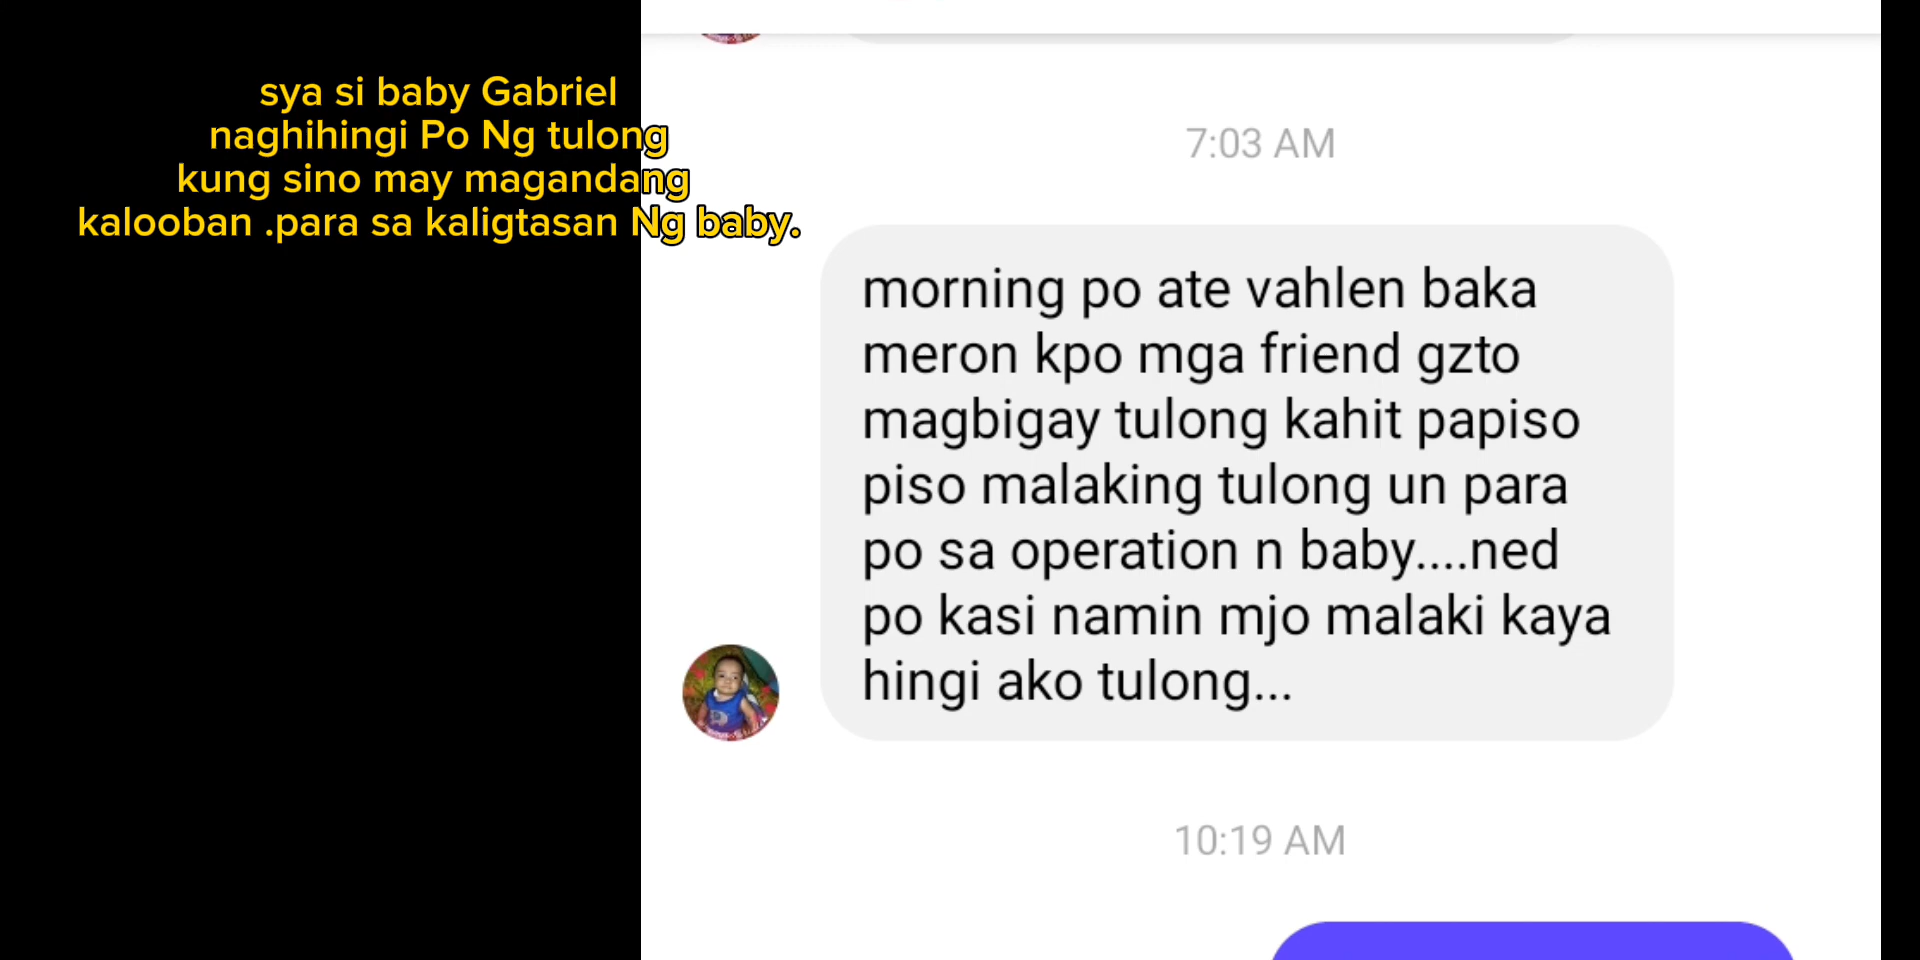 sya si baby Gabriel
naghihingi Po Ng tulong
kung sino may magandang
kalooban .para sa kaligtasan Ng baby.
7:03 AM
morning po ate vahlen baka
meron kpo mga friend gzto
magbigay tulong kahit papiso
piso malaking tulong un para
po sa operation n baby....ned
po kasi namin mjo malaki kaya
hingi ako tulong...
10:19 AM